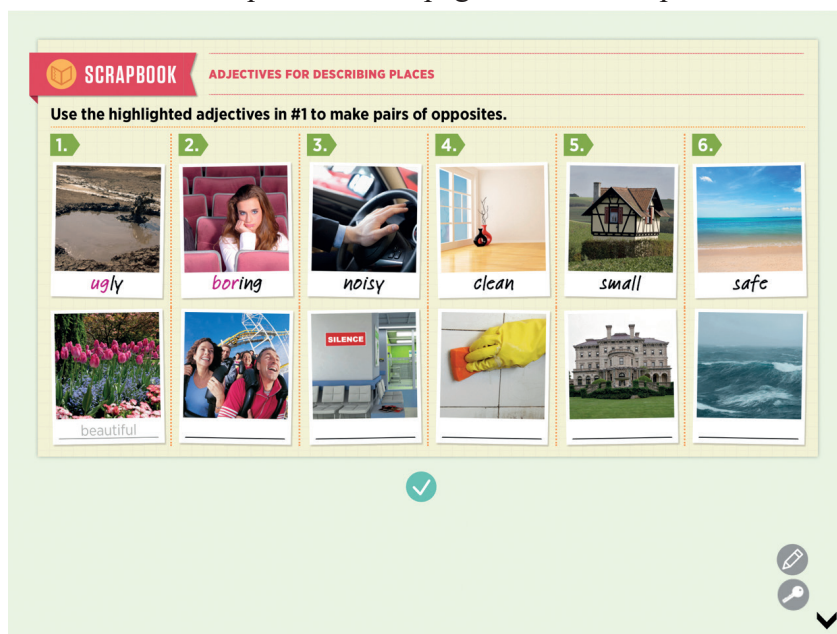 SCRAPBOOK
ADJECTIVES FOR DESCRIBING PLACES
Use the highlighted adjectives in #1 to make pairs of opposites.
1. 2. 3. 4. 5. 6.
ugly boring noisy clean small safe
SILENCE
beautiful